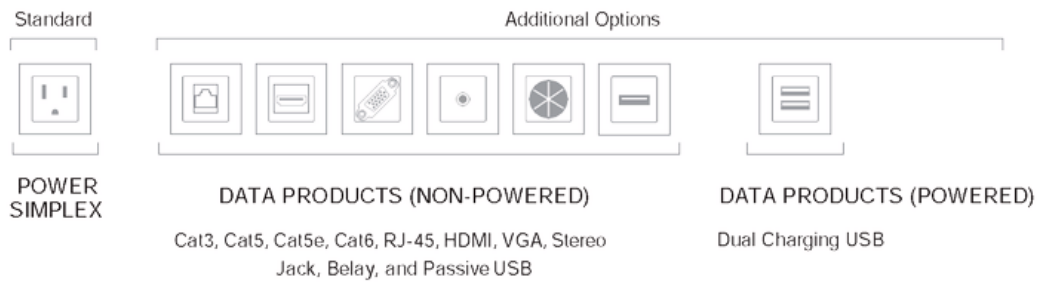 Standard
Additional Options
POWER
SIMPLEX
DATA PRODUCTS (NON-POWERED)
Cat3, Cat5, Cat5e, Cat6, RJ-45, HDMI, VGA, Stereo
Jack, Belay, and Passive USB
DATA PRODUCTS (POWERED)
Dual Charging USB